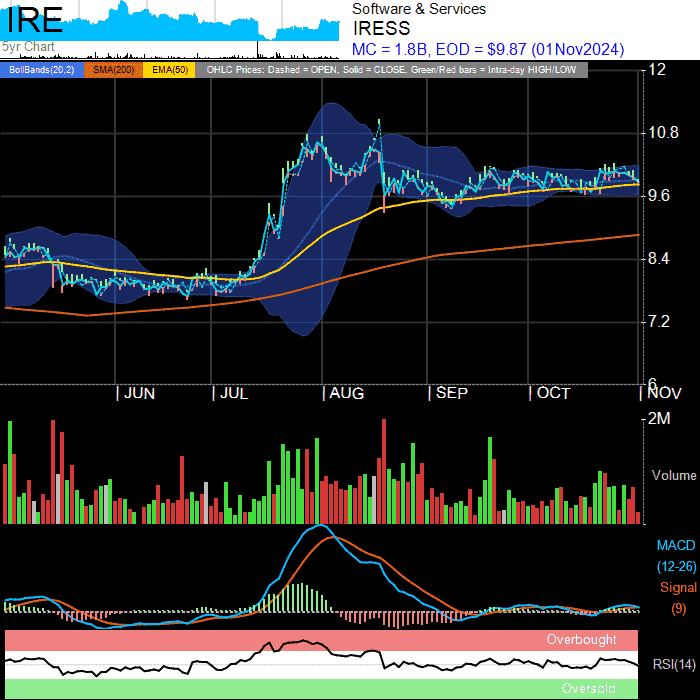 IRE
5yr Chart
Software & Services
IRESS
MC = 1.8B, EOD = $9.87 (01Nov2024)
BollBands(20,2) SMA(200) EMA(50) OHLC Prices: Dashed = OPEN, Solid = CLOSE, Green/Red bars = Intra-day HIGH/LOW
12
10.8
9.6
8.4
7.2
6
JUN JUL AUG SEP OCT NOV
2M
Volume
MACD
(12-26)
Signal
(9)
Overbought
RSI(14)
Oversold